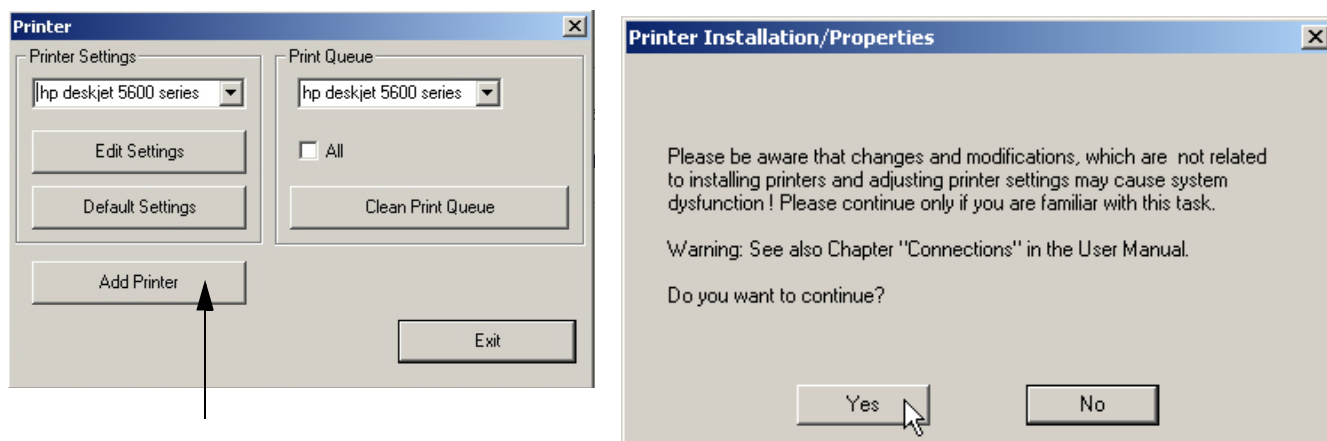 Printer
Printer Settings
Print Queue
hp deskjet 5600 series
hp deskjet 5600 series
Edit Settings
All
Default Settings
Clean Print Queue
Add Printer
Exit
Printer Installation/Properties
Please be aware that changes and modifications, which are  not related
to installing printers and adjusting printer settings may cause system
dysfunction ! Please continue only if you are familiar with this task.
Warning: See also Chapter "Connections" in the User Manual.
Do you want to continue?
Yes
No